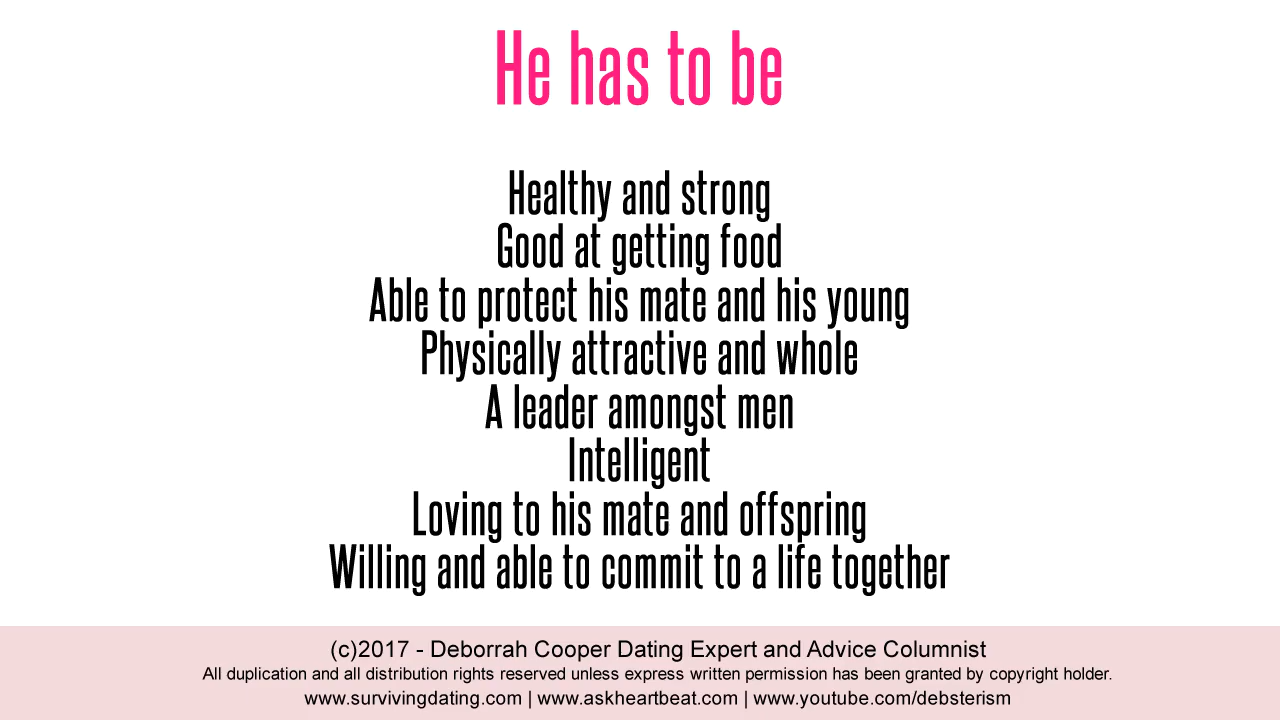 He has to be
Healthy and strong
Good at getting food
Able to protect his mate and his young
Physically attractive and whole
A leader amongst men
Intelligent
Loving to his mate and offspring
Willing and able to commit to a life together
(c)2017 - Deborrah Cooper Dating Expert and Advice Columnist
All duplication and all distribution rights reserved unless express written permission has been granted by copyright holder.
www.survivingdating.com | www.askheartbeat.com | www.youtube.com/debsterism